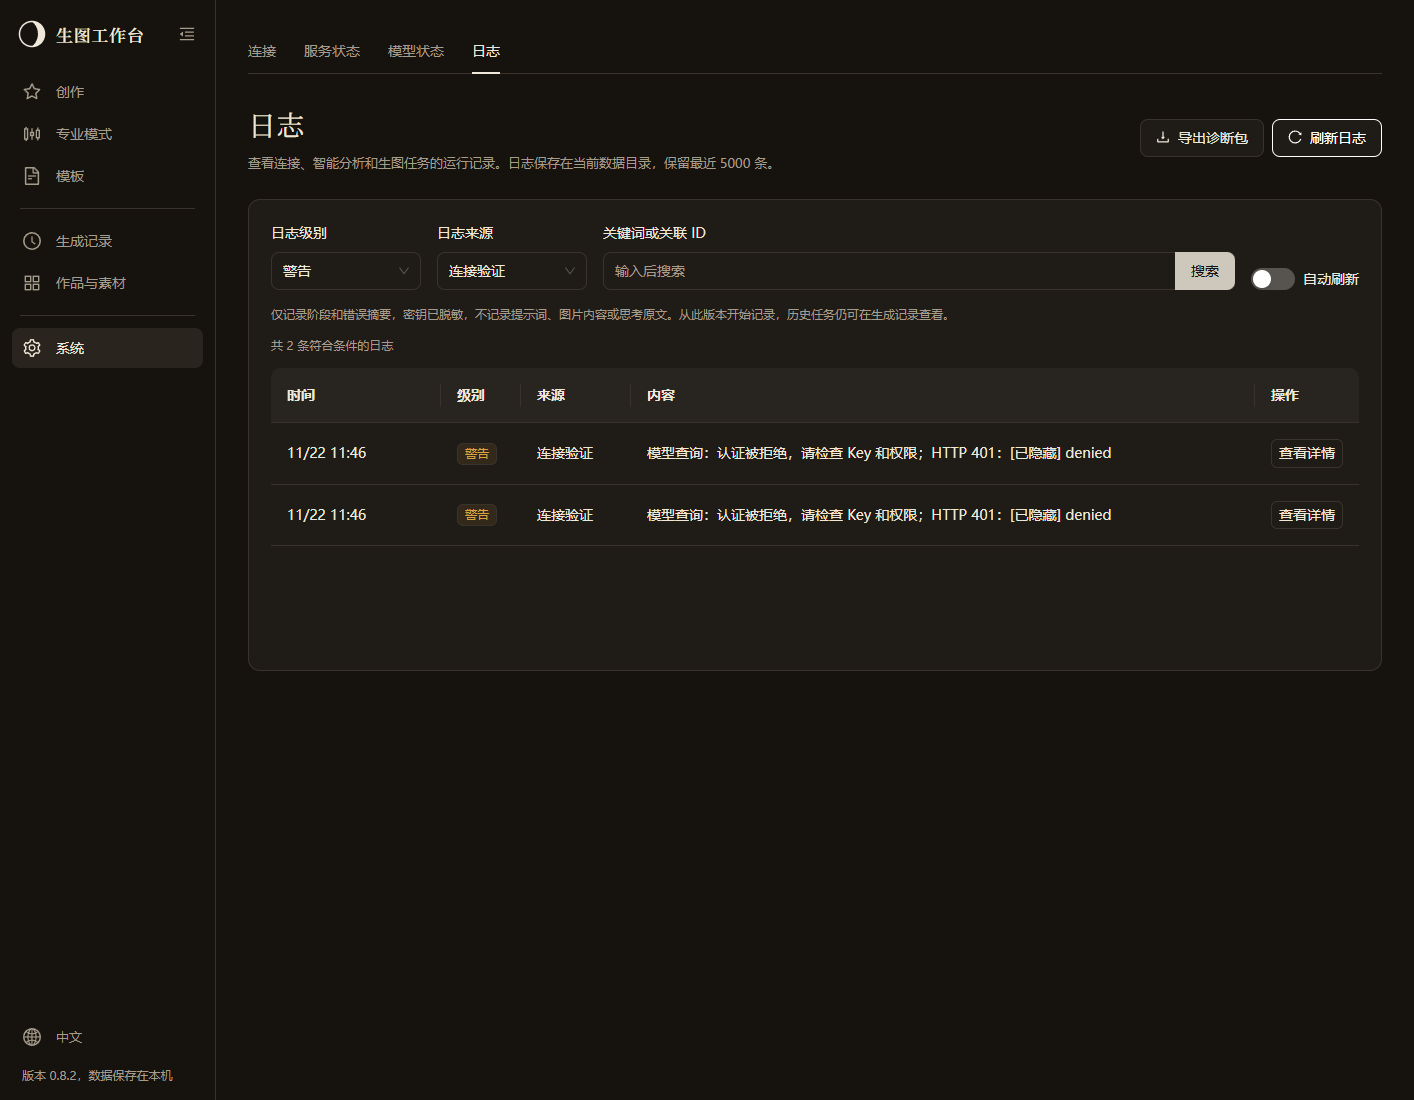 生图工作台
创作
专业模式
模板
生成记录
作品与素材
系统
中文
版本 0.8.2，数据保存在本机
连接 服务状态 模型状态 日志
日志
查看连接、智能分析和生图任务的运行记录。日志保存在当前数据目录，保留最近 5000 条。
导出诊断包 刷新日志
日志级别 日志来源 关键词或关联 ID
警告 连接验证 输入后搜索 搜索 自动刷新
仅记录阶段和错误摘要，密钥已脱敏，不记录提示词、图片内容或思考原文。从此版本开始记录，历史任务仍可在生成记录查看。
共 2 条符合条件的日志
时间 级别 来源 内容 操作
11/22 11:46 警告 连接验证 模型查询：认证被拒绝，请检查 Key 和权限；HTTP 401：[已隐藏] denied 查看详情
11/22 11:46 警告 连接验证 模型查询：认证被拒绝，请检查 Key 和权限；HTTP 401：[已隐藏] denied 查看详情